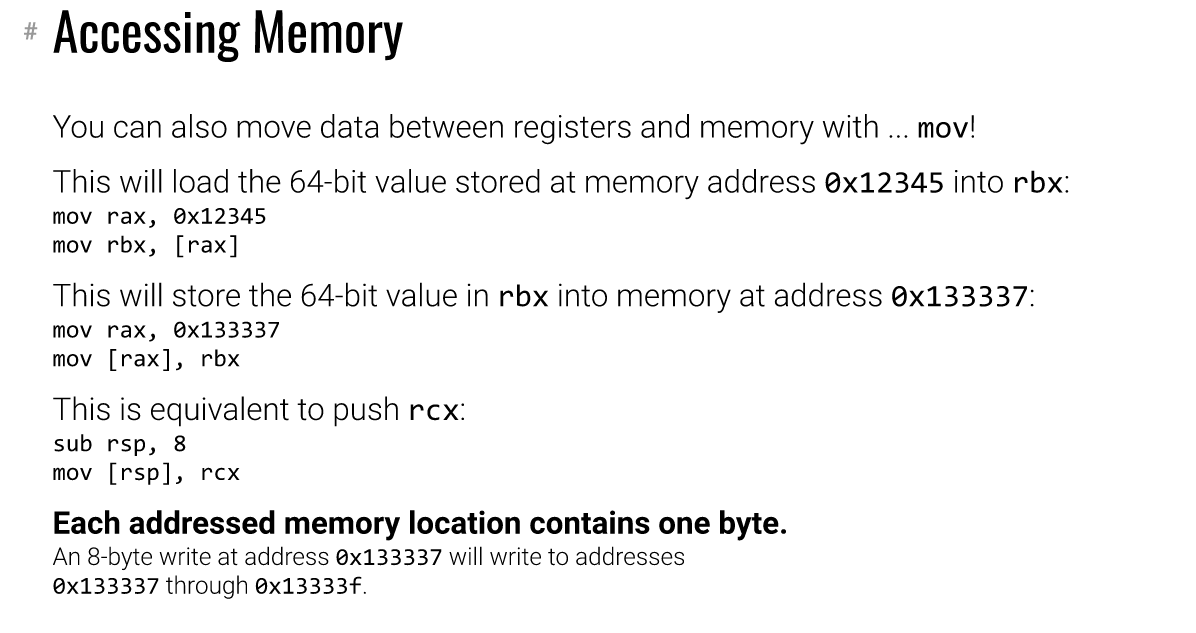 # Accessing Memory
You can also move data between registers and memory with ... mov!
This will load the 64-bit value stored at memory address 0x12345 into rbx:
mov rax, 0x12345
mov rbx, [rax]
This will store the 64-bit value in rbx into memory at address 0x133337:
mov rax, 0x133337
mov [rax], rbx
This is equivalent to push rcx:
sub rsp, 8
mov [rsp], rcx
Each addressed memory location contains one byte.
An 8-byte write at address 0x133337 will write to addresses
0x133337 through 0x13333f.